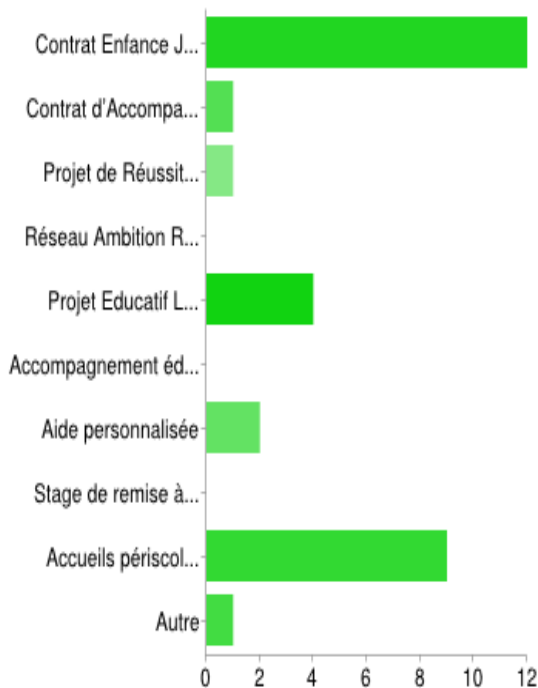 Contrat Enfance J...
Contrat d'Accompa...
Projet de Réussit...
Réseau Ambition R...
Projet Educatif L...
Accompagnement éd...
Aide personnalisée
Stage de remise à...
Accueils périscol...
Autre
0 2 4 6 8 10 12